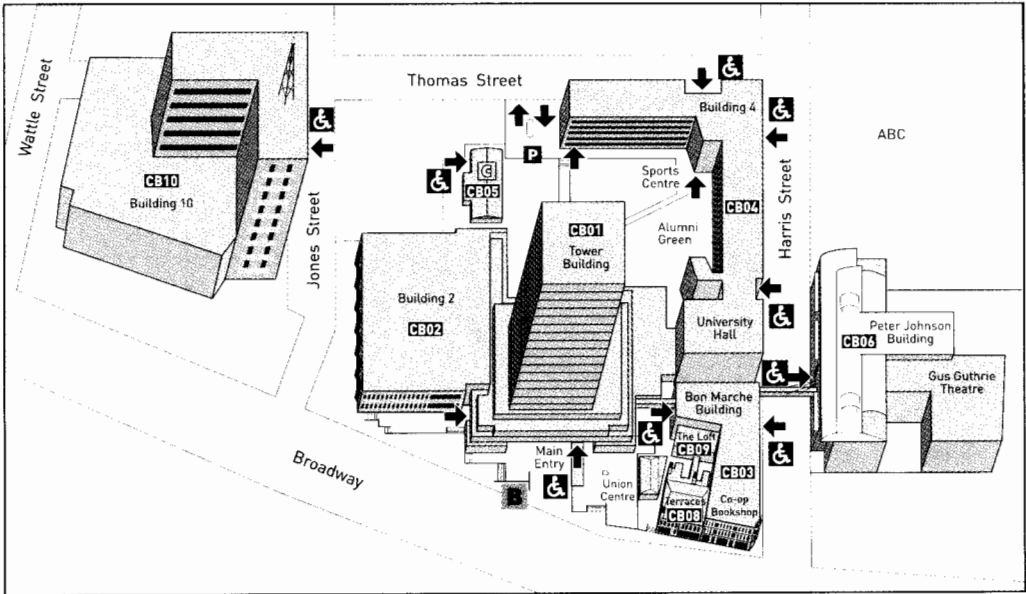 Wattle Street
Thomas Street
Building 4
ABC
P
C
CB05
Sports
Centre
CB10
Building 10
CB04
Harris Street
Jones Street
CB01
Tower
Building
Alumni
Green
Building 2
CB02
University
Hall
Peter Johnson
CB06
Building
Gus Guthrie
Theatre
Bon Marche
Building
The Loft
CB09
Main
Entry
CB03
Broadway
Union
Centre
B
Terraces
CB08
Co-op
Bookshop